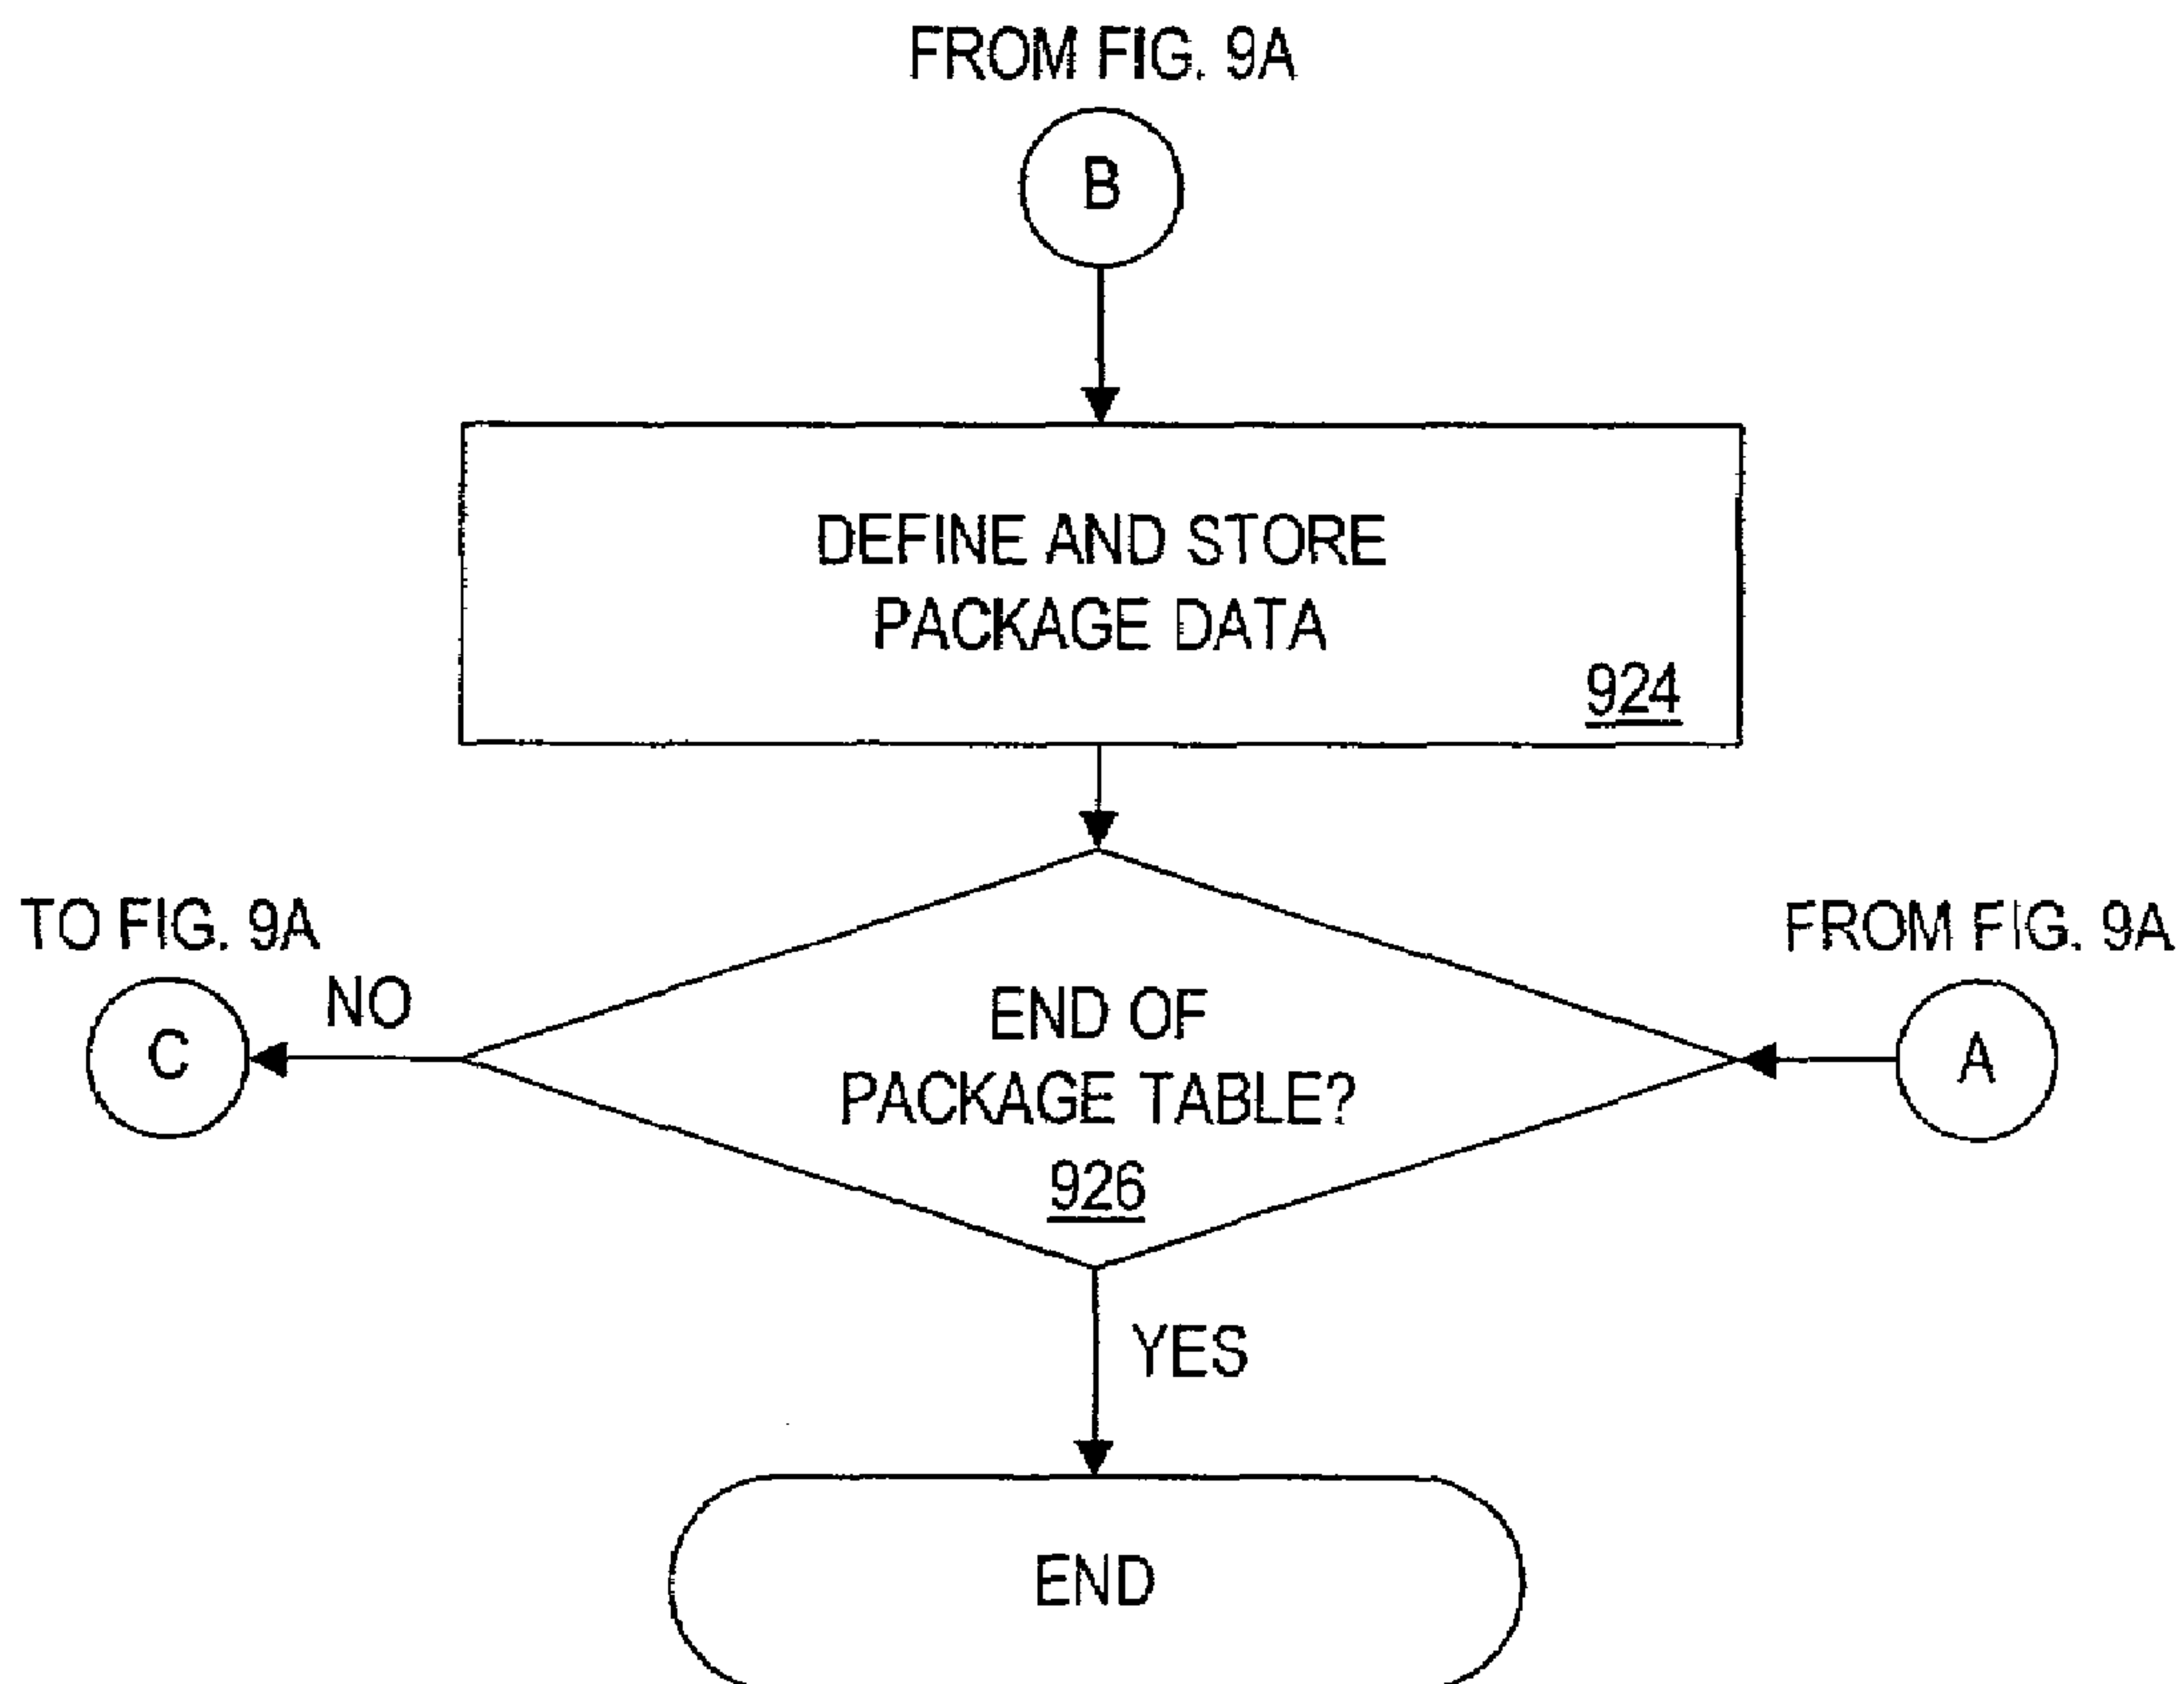 FROM FIG. 9A
B
DEFINE AND STORE
PACKAGE DATA
924
TO FIG. 9A
FROM FIG. 9A
NO
C
END OF
PACKAGE TABLE?
926
A
YES
END